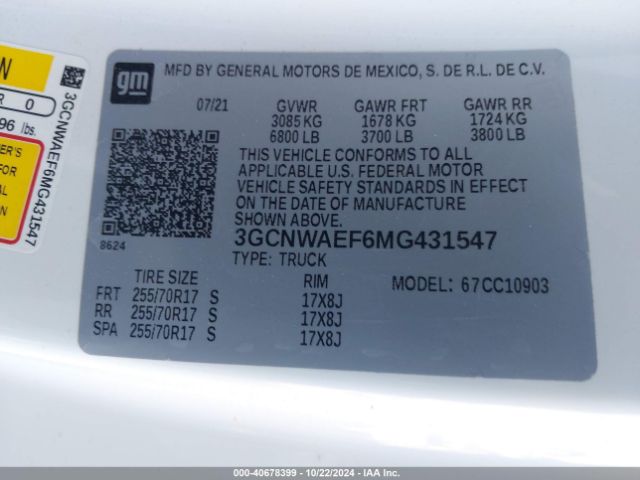 N
R 0
96 lbs.
ER'S
FOR
AL
ON
3GCNWAEF6MG431547
gm
MFD BY GENERAL MOTORS DE MEXICO, S. DE R.L. DE C.V.
07/21 GVWR GAWR FRT GAWR RR
3085 KG 1678 KG 1724 KG
6800 LB 3700 LB 3800 LB
THIS VEHICLE CONFORMS TO ALL
APPLICABLE U.S. FEDERAL MOTOR
VEHICLE SAFETY STANDARDS IN EFFECT
ON THE DATE OF MANUFACTURE
SHOWN ABOVE.
8624
3GCNWAEF6MG431547
TYPE: TRUCK
TIRE SIZE RIM MODEL: 67CC10903
FRT 255/70R17 S 17X8J
RR 255/70R17 S 17X8J
SPA 255/70R17 S 17X8J
000-40678399 - 10/22/2024 - IAA Inc.